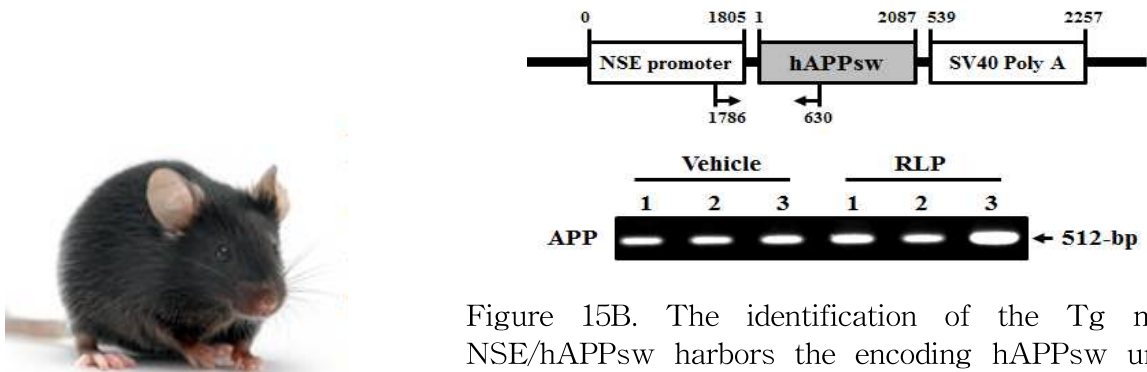 0 1805 1 2087 539 2257
NSE promoter hAPPsw SV40 Poly A
1786 630
Vehicle RLP
1 2 3 1 2 3
APP 512-bp
Figure 15B. The identification of the Tg
NSE/hAPPsw harbors the encoding hAPPsw